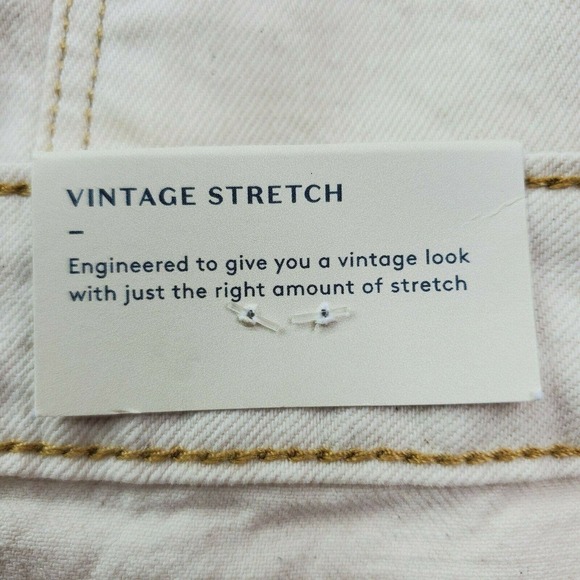 VINTAGE STRETCH
–
Engineered to give you a vintage look
with just the right amount of stretch